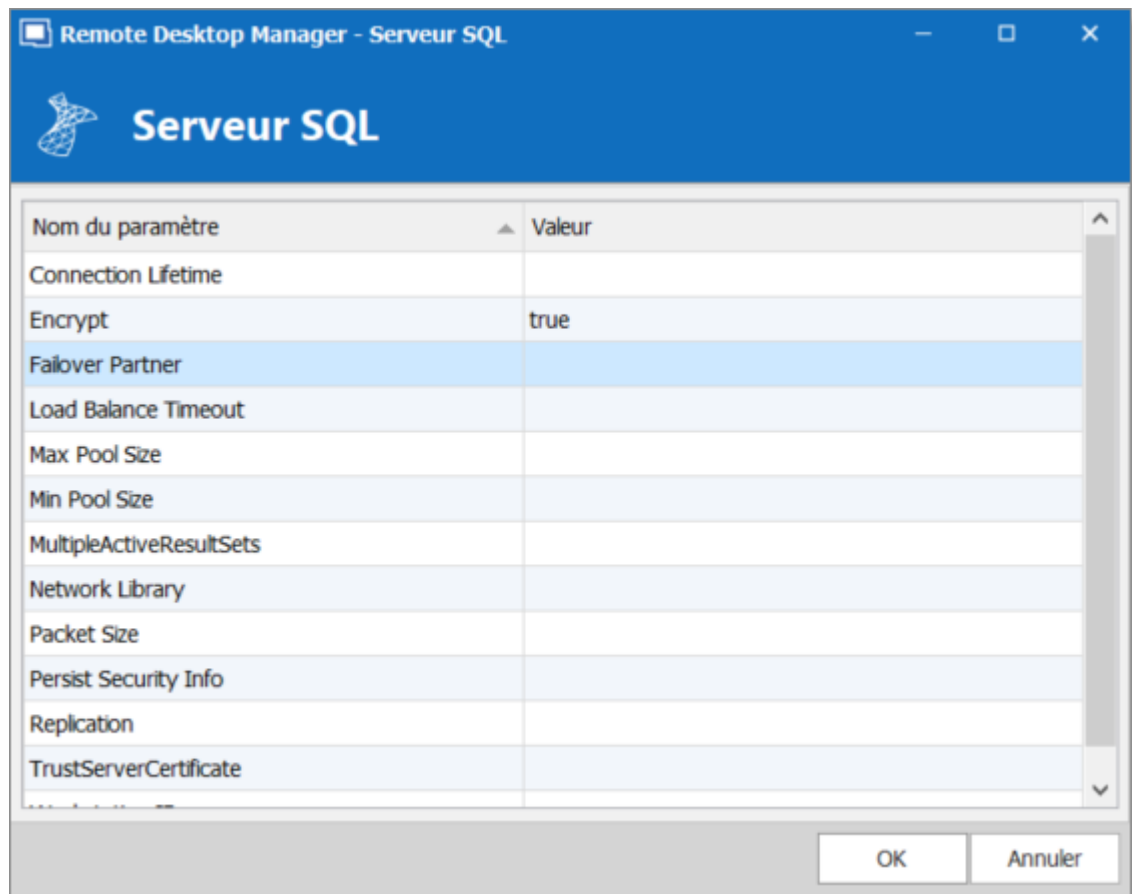 Remote Desktop Manager - Serveur SQL
Serveur SQL
Nom du paramètre Valeur
Connection Lifetime
Encrypt true
Failover Partner
Load Balance Timeout
Max Pool Size
Min Pool Size
MultipleActiveResultSets
Network Library
Packet Size
Persist Security Info
Replication
TrustServerCertificate
OK Annuler